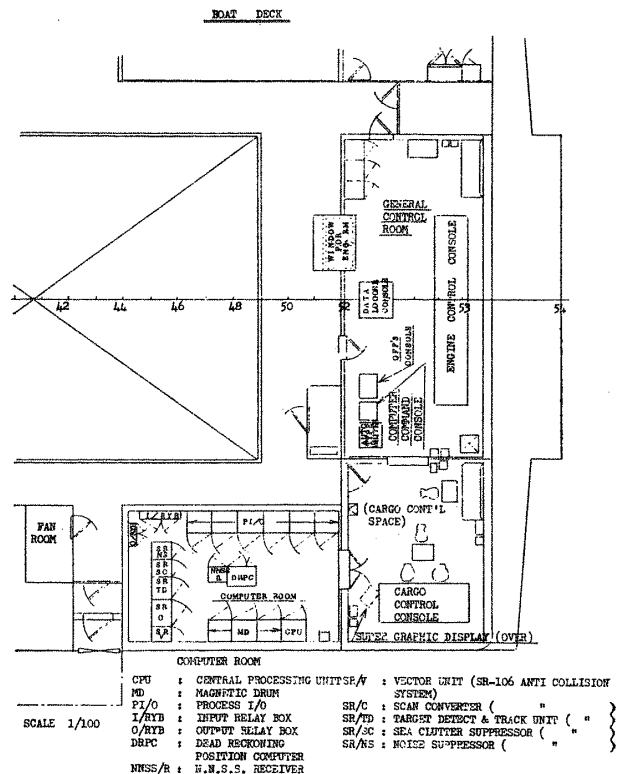 BOAT DECK
GENERAL
CONTROL
ROOM
WINDOW
FOR
ENG. RM
ENGINE CONTROL CONSOLE
DATA
LOGGER
CONSOLE
42 44 46 48 50 52 53 54
OFF'S
CONSOLE
COMPUTER
COMMAND
CONSOLE
(CARGO CONT'L
SPACE)
FAN
ROOM
I/RYB
PI/O
O/RYB
SR
NS
SR
SC
SR
TD
SR
C
SR
V
NNSS
R
DRPC
COMPUTER ROOM
MD CPU
CARGO
CONTROL
CONSOLE
SUPER GRAPHIC DISPLAY (OVER)
COMPUTER ROOM
CPU : CENTRAL PROCESSING UNIT
MD : MAGNETIC DRUM
PI/O : PROCESS I/O
I/RYB : INPUT RELAY BOX
O/RYB : OUTPUT RELAY BOX
DRPC : DEAD RECKONING
POSITION COMPUTER
NNSS/R : N.N.S.S. RECEIVER
SR/V : VECTOR UNIT (SR-106 ANTI COLLISION
SYSTEM)
SR/C : SCAN CONVERTER ( " )
SR/TD : TARGET DETECT & TRACK UNIT ( " )
SR/SC : SEA CLUTTER SUPPRESSOR ( " )
SR/NS : NOISE SUPPRESSOR ( " )
SCALE 1/100